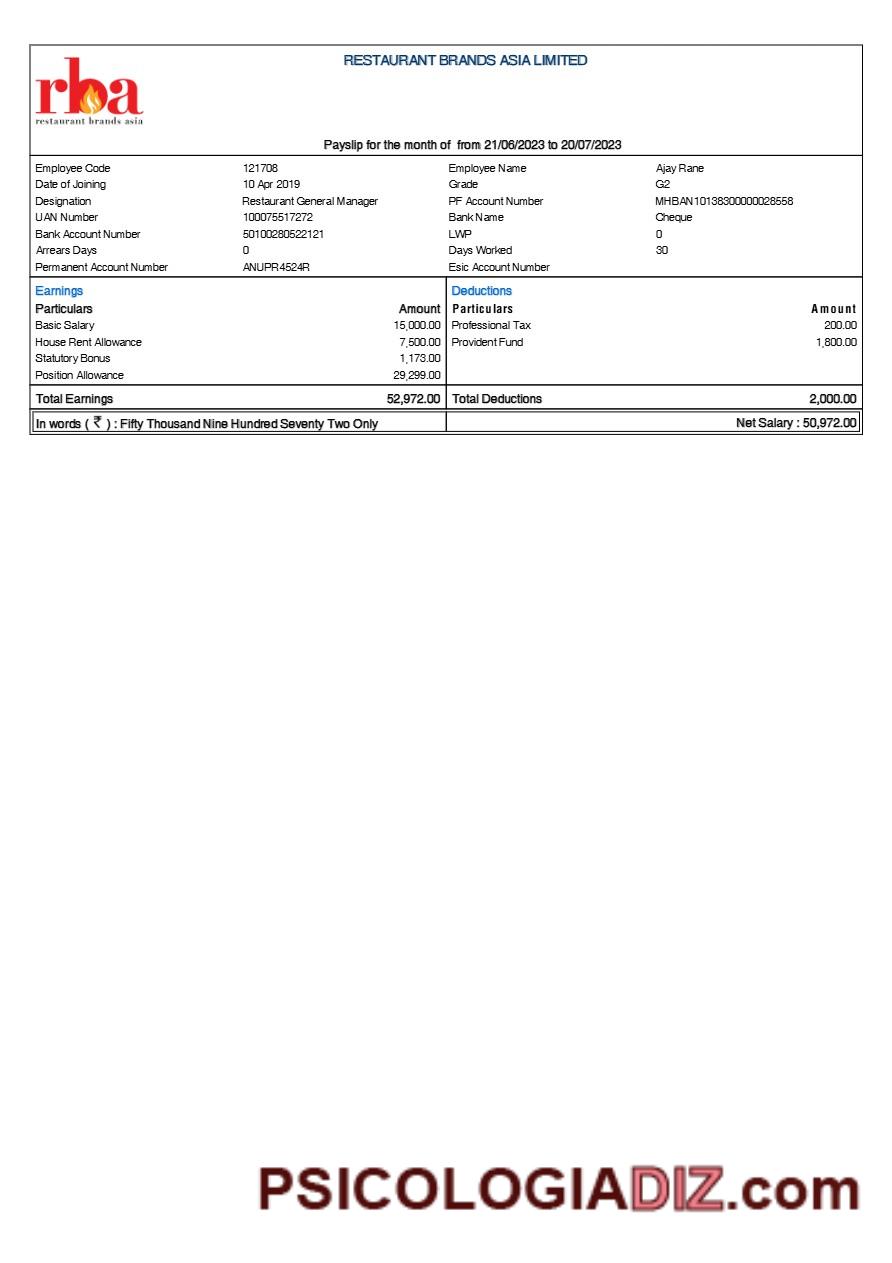 RESTAURANT BRANDS ASIA LIMITED
rba
restaurant brands asia
Payslip for the month of from 21/06/2023 to 20/07/2023
Employee Code 121708 Employee Name Ajay Rane
Date of Joining 10 Apr 2019 Grade G2
Designation Restaurant General Manager PF Account Number MHBAN10138300000028558
UAN Number 100075517272 Bank Name Cheque
Bank Account Number 50100280522121 LWP 0
Arrears Days 0 Days Worked 30
Permanent Account Number ANUPR4524R Esic Account Number
Earnings Deductions
Particulars Amount Particulars Amount
Basic Salary 15,000.00 Professional Tax 200.00
House Rent Allowance 7,500.00 Provident Fund 1,800.00
Statutory Bonus 1,173.00
Position Allowance 29,299.00
Total Earnings 52,972.00 Total Deductions 2,000.00
In words ( ₹ ) : Fifty Thousand Nine Hundred Seventy Two Only Net Salary : 50,972.00
PSICOLOGIADIZ.com